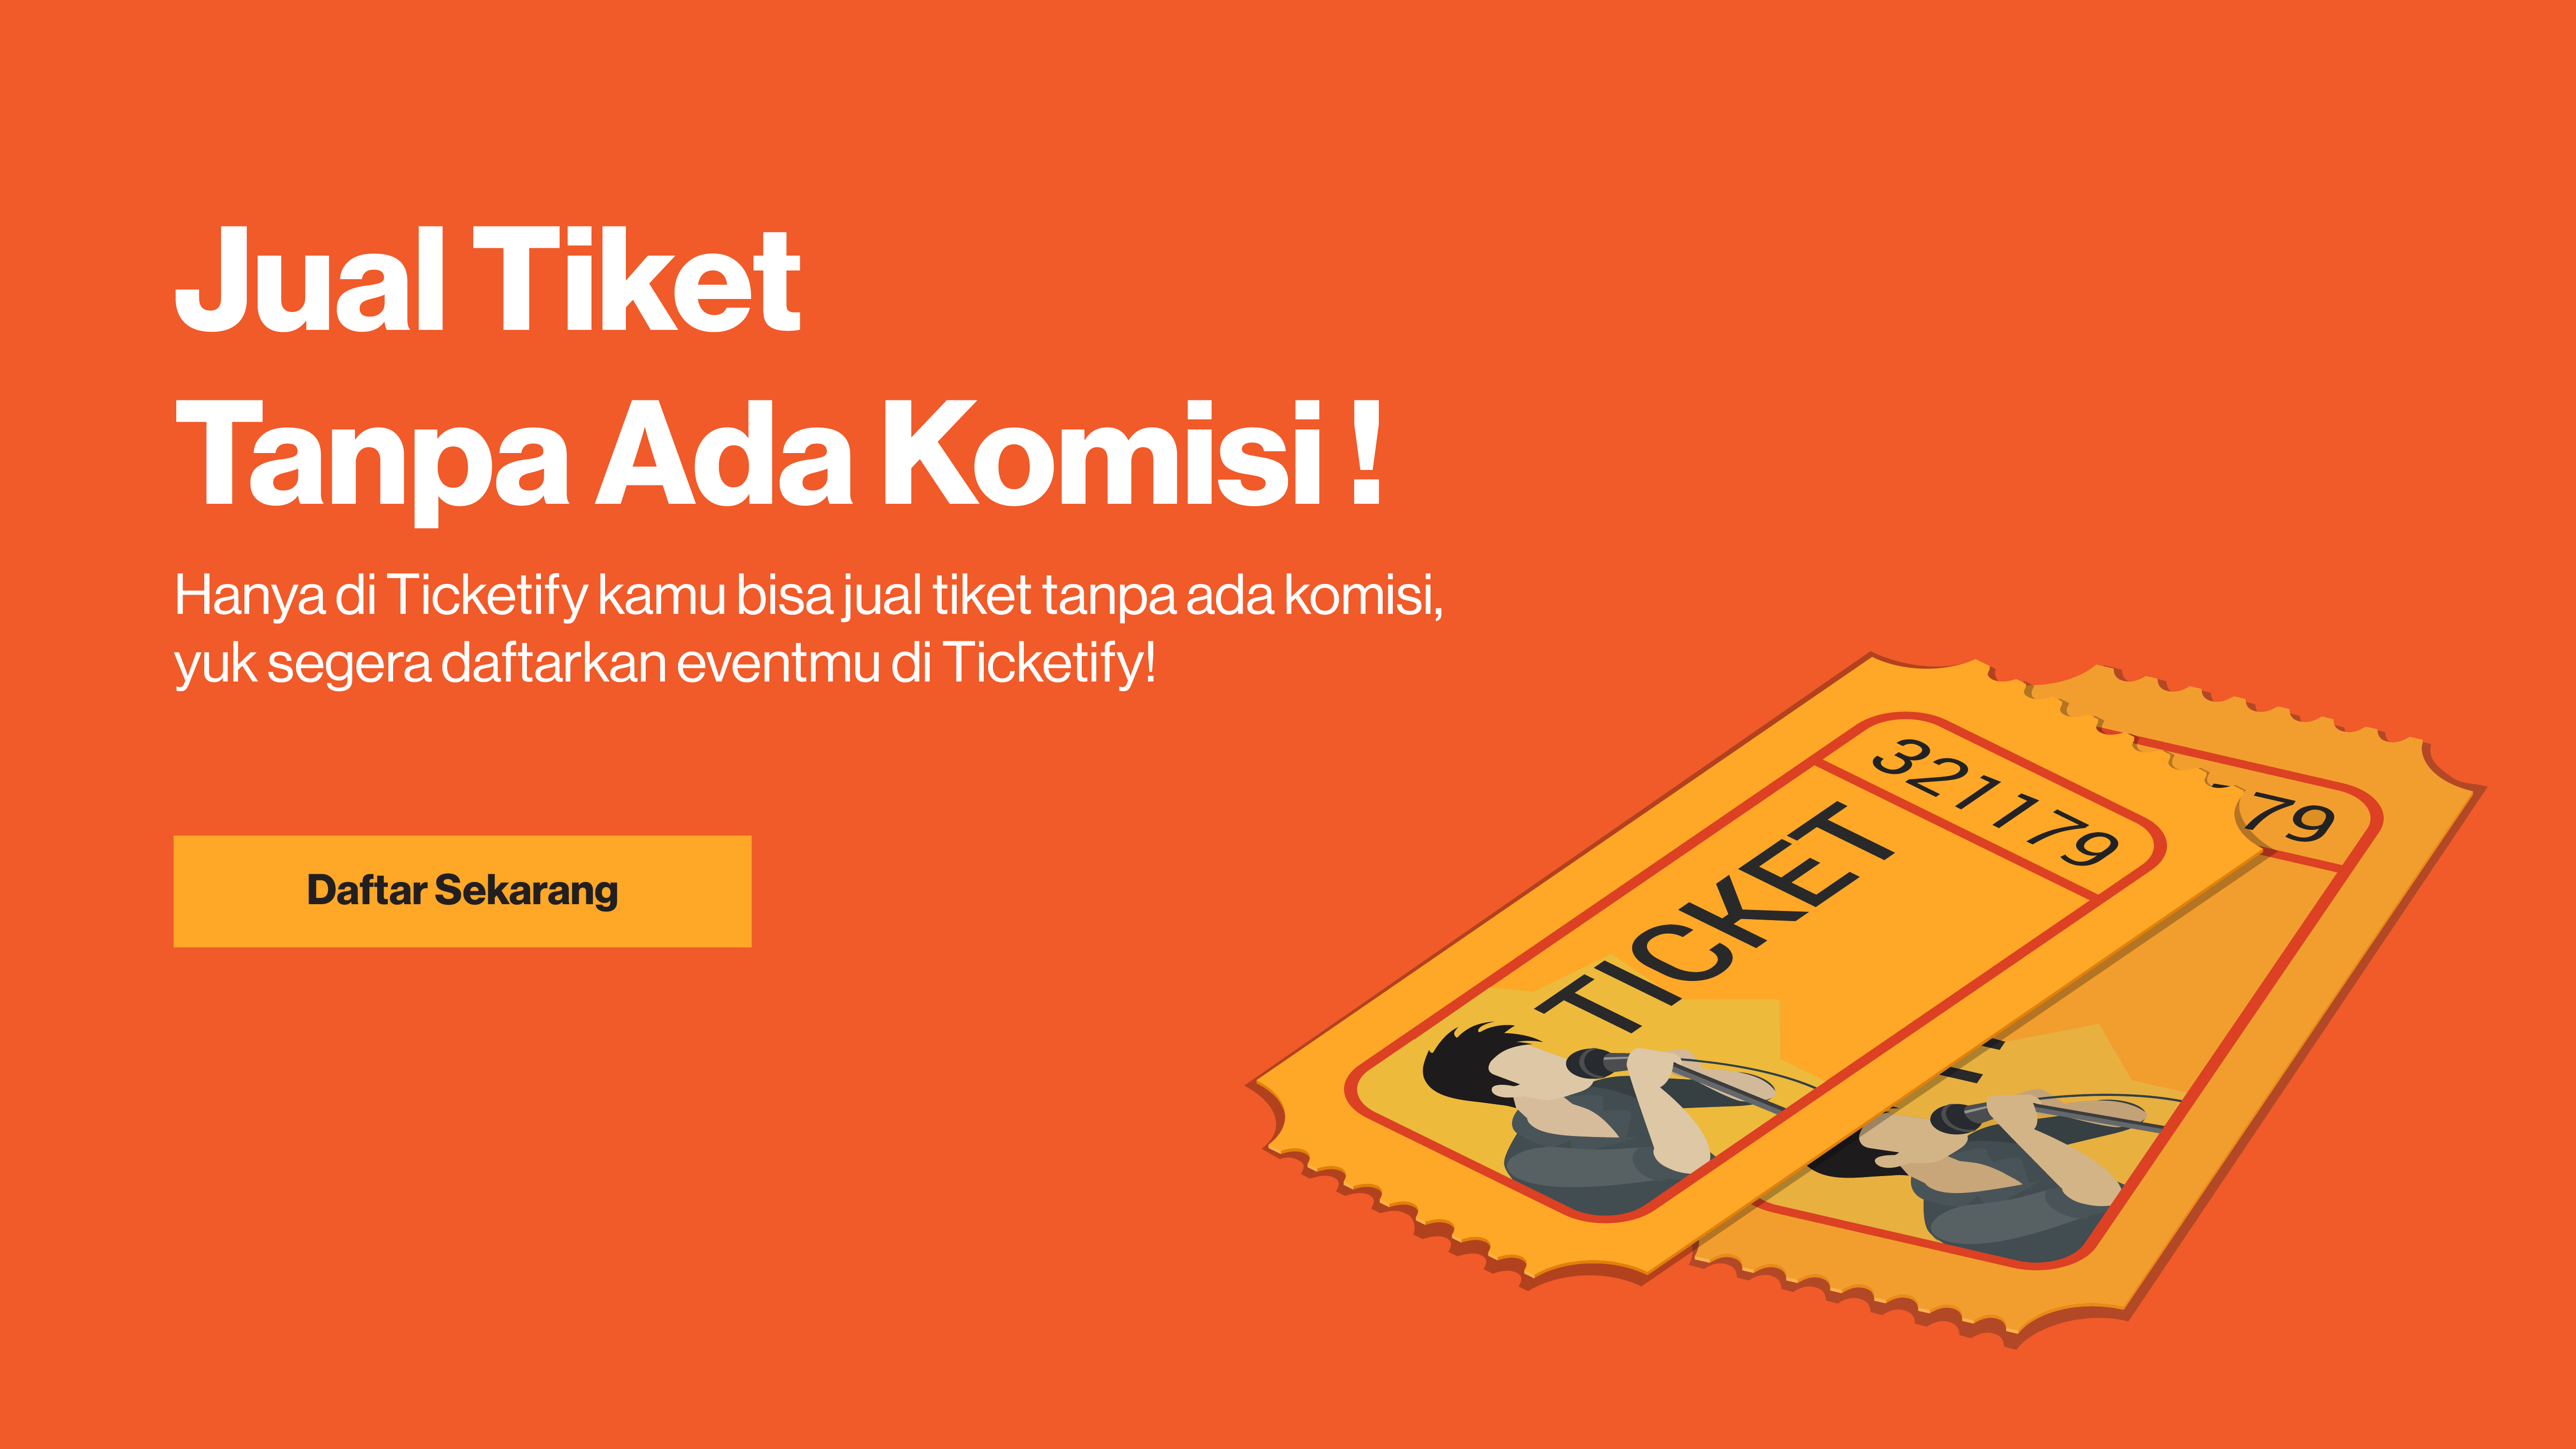 Jual Tiket
Tanpa Ada Komisi !
Hanya di Ticketify kamu bisa jual tiket tanpa ada komisi,
yuk segera daftarkan eventmu di Ticketify!
Daftar Sekarang
321179
TICKET
79